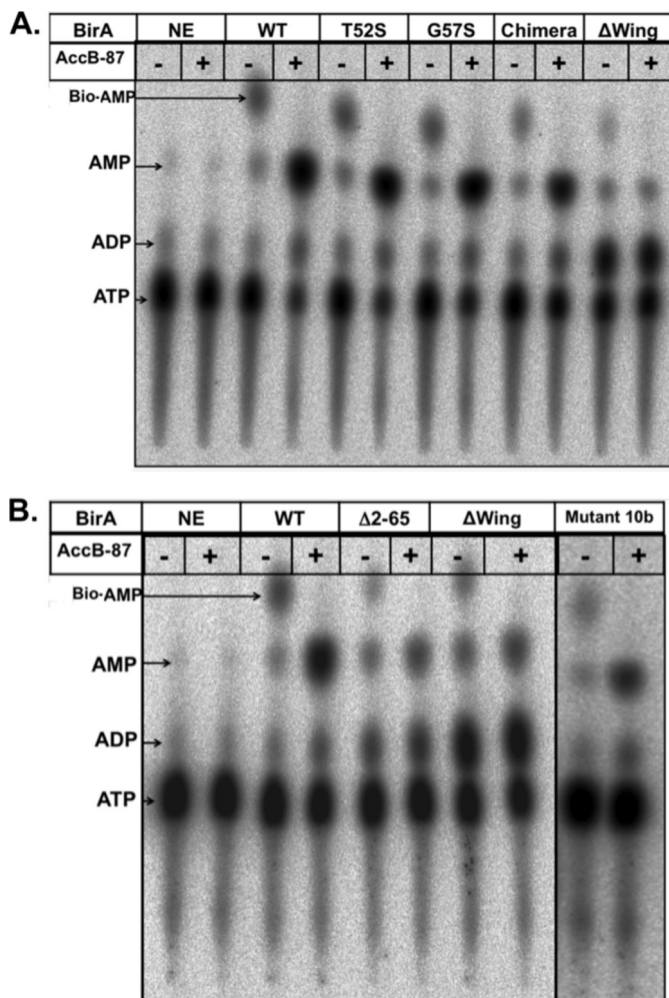 A.
BirA NE WT T52S G57S Chimera ΔWing
AccB-87 - + - + - + - + - + - +
Bio·AMP
AMP
ADP
ATP
B.
BirA NE WT Δ2-65 ΔWing Mutant 10b
AccB-87 - + - + - + - + - +
Bio·AMP
AMP
ADP
ATP